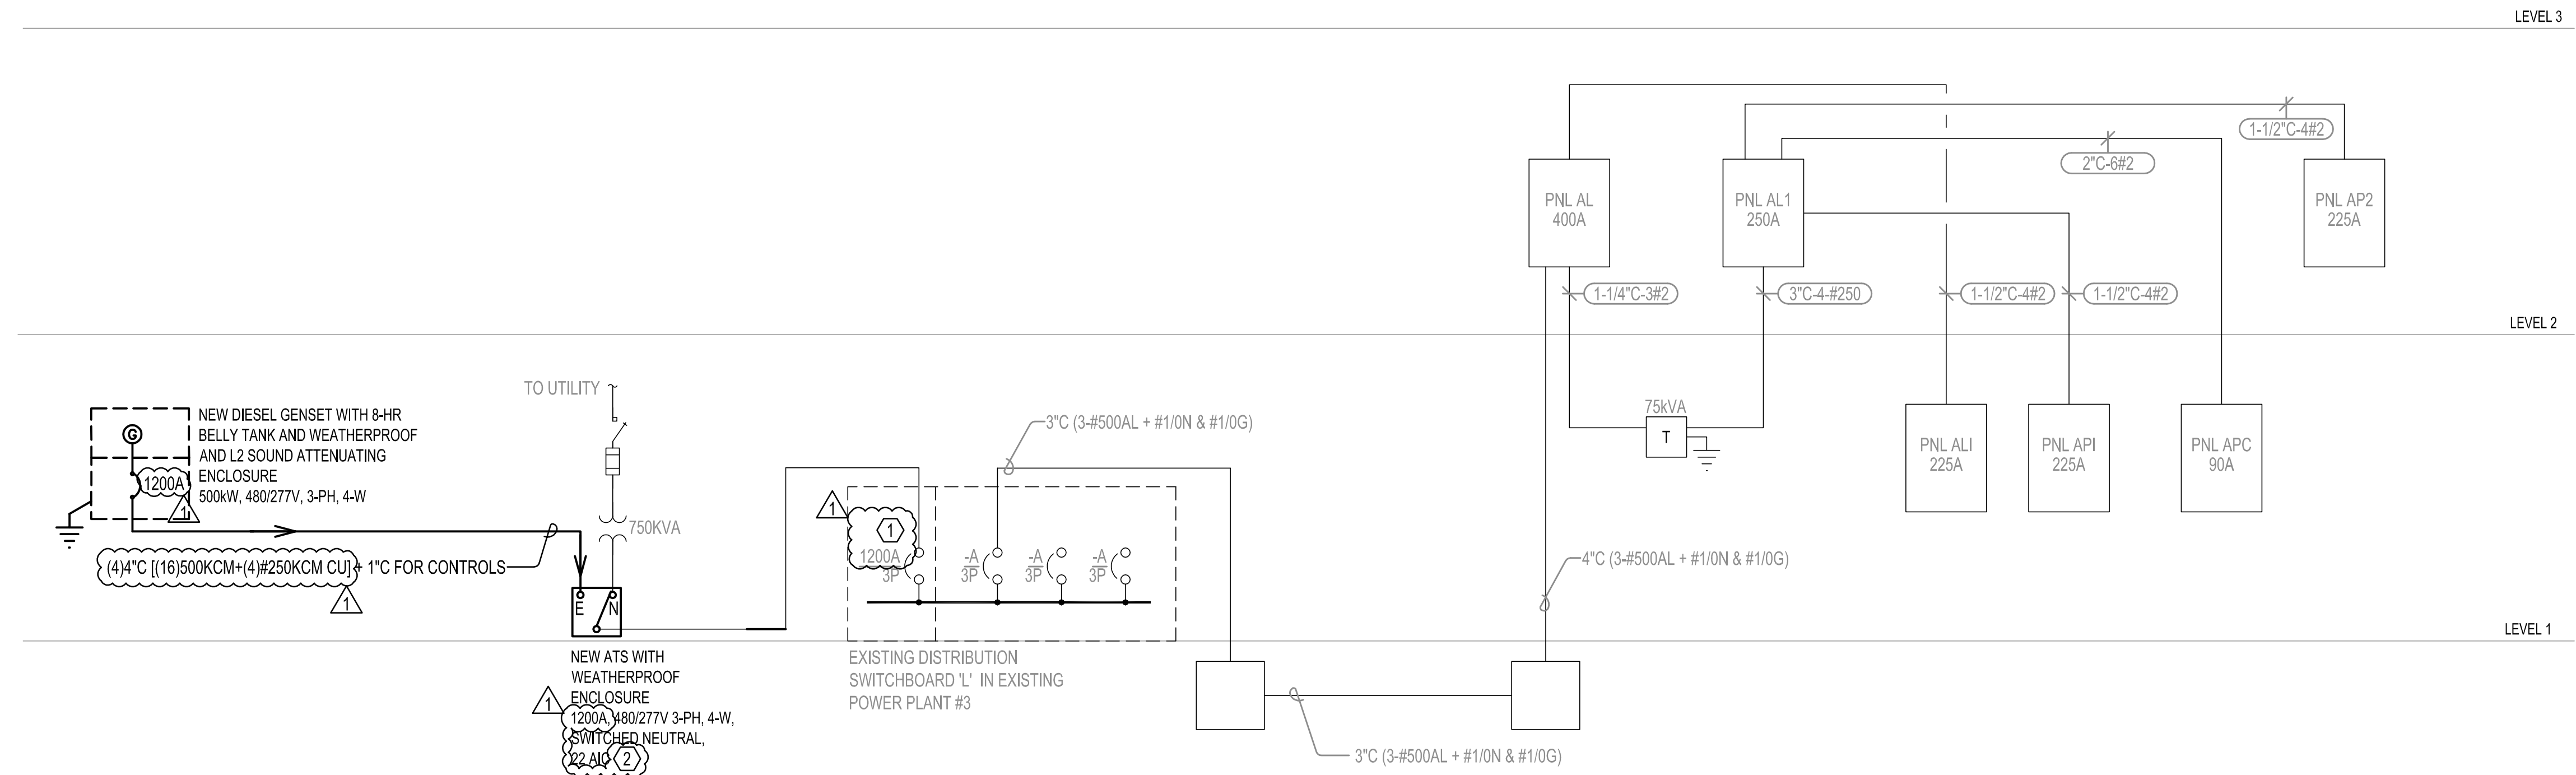 LEVEL 3
1-1/2"C-4#2
2"C-6#2
PNL AL
400A
PNL AL1
250A
PNL AP2
225A
1-1/4"C-3#2
3"C-4-#250
1-1/2"C-4#2
1-1/2"C-4#2
LEVEL 2
TO UTILITY
NEW DIESEL GENSET WITH 8-HR
BELLY TANK AND WEATHERPROOF
AND L2 SOUND ATTENUATING
ENCLOSURE
500kW, 480/277V, 3-PH, 4-W
G
1200A
1
750KVA
(4)4"C [(16)500KCM+(4)#250KCM CU] + 1"C FOR CONTROLS
1
E N
3"C (3-#500AL + #1/0N & #1/0G)
1
1
1200A
3P
-A
3P
-A
3P
-A
3P
75kVA
T
PNL ALI
225A
PNL API
225A
PNL APC
90A
4"C (3-#500AL + #1/0N & #1/0G)
LEVEL 1
NEW ATS WITH
WEATHERPROOF
ENCLOSURE
1200A, 480/277V 3-PH, 4-W,
SWITCHED NEUTRAL,
22 AIC
2
1
EXISTING DISTRIBUTION
SWITCHBOARD 'L' IN EXISTING
POWER PLANT #3
3"C (3-#500AL + #1/0N & #1/0G)